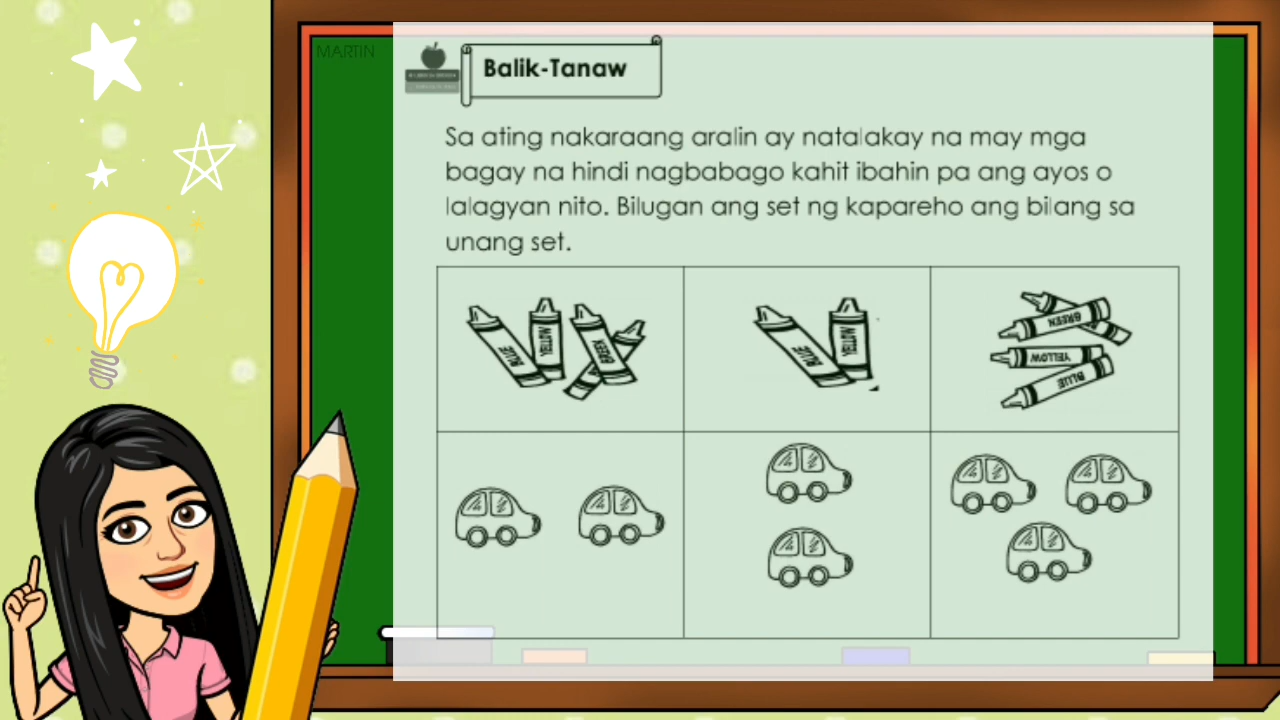 MARTIN
Balik-Tanaw
Sa ating nakaraang aralin ay natalakay na may mga
bagay na hindi nagbabago kahit ibahin pa ang ayos o
lalagyan nito. Bilugan ang set ng kapareho ang bilang sa
unang set.
BLUE
YELLOW
GREEN
BLUE
YELLOW
GREEN
YELLOW
BLUE